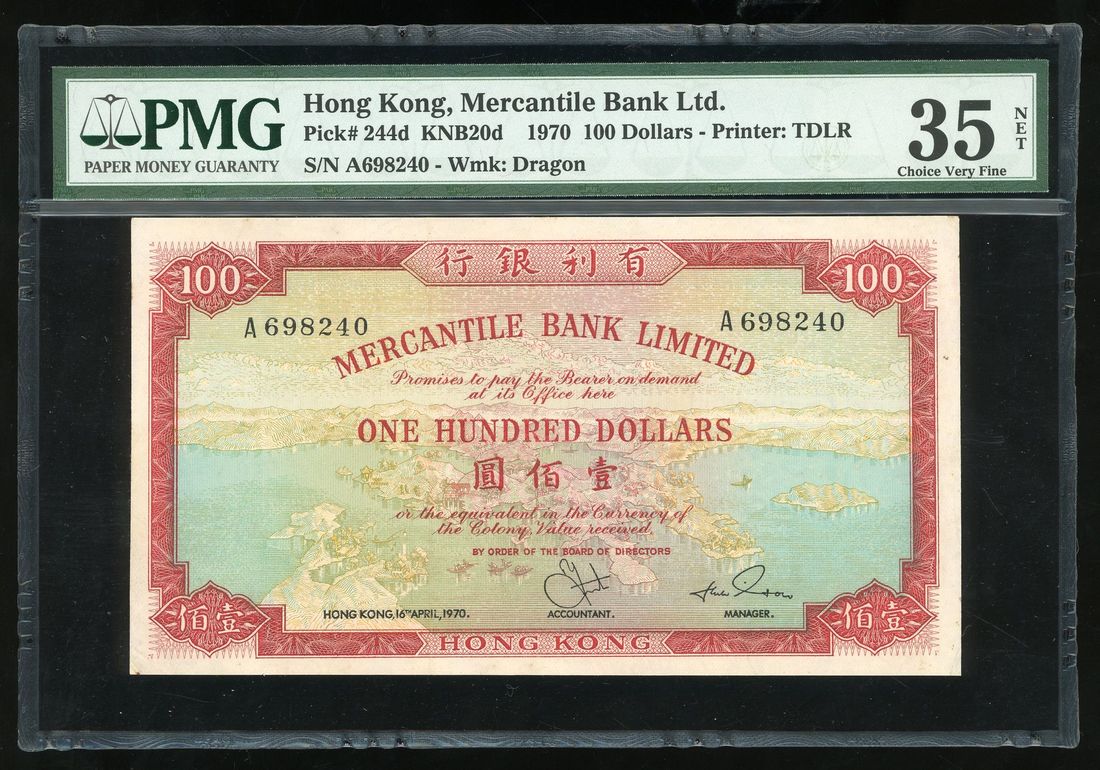 PMG
PAPER MONEY GUARANTY
Hong Kong, Mercantile Bank Ltd.
Pick# 244d KNB20d 1970 100 Dollars - Printer: TDLR
S/N A698240 - Wmk: Dragon
35
NET
Choice Very Fine
行銀利有
100
100
A 698240
A 698240
MERCANTILE BANK LIMITED
Promises to pay the Bearer on demand
at its Office here
ONE HUNDRED DOLLARS
圓佰壹
or the equivalent in the Currency of
the Colony, Value received.
BY ORDER OF THE BOARD OF DIRECTORS
HONG KONG, 16TH APRIL, 1970.
ACCOUNTANT.
MANAGER.
佰壹
佰壹
HONG KONG